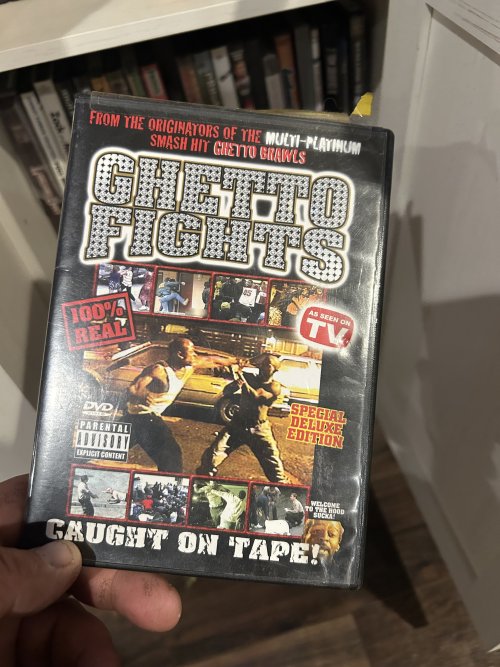 FROM THE ORIGINATORS OF THE MULTI-PLATINUM
SMASH HIT GHETTO BRAWLS
GHETTO
FIGHTS
100%
REAL
AS SEEN ON
TV
DVD
PARENTAL
ADVISORY
EXPLICIT CONTENT
SPECIAL
DELUXE
EDITION
WELCOME
TO THE HOOD
SUCKA!
CAUGHT ON TAPE!